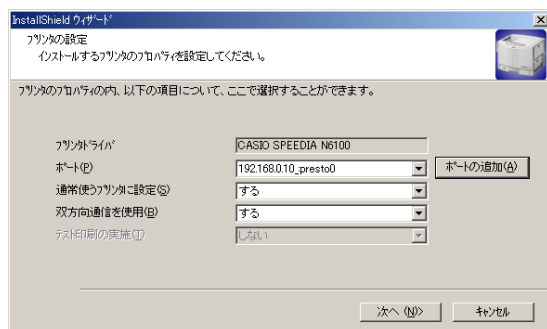 InstallShield ウィザード
プリンタの設定
インストールするプリンタのプロパティを設定してください。
プリンタのプロパティの内、以下の項目について、ここで選択することができます。
プリンタドライバ CASIO SPEEDIA N6100
ポート(P) 192.168.0.10_:presto0 ポートの追加(A)
通常使うプリンタに設定(S) する
双方向通信を使用(B) する
テスト印刷の実施(T) しない
次へ (N)> キャンセル